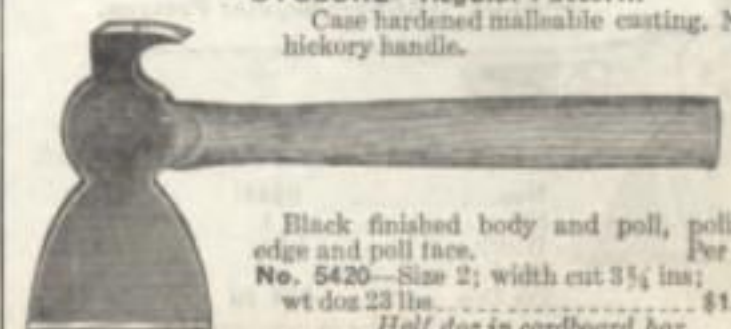 Case hardened malleable casting.
hickory handle.
Black finished body and poll,
edge and poll face. Per
No. 5420—Size 2; width cut 3¾ ins;
wt doz 23 lbs. $1
Half doz in cardboard box